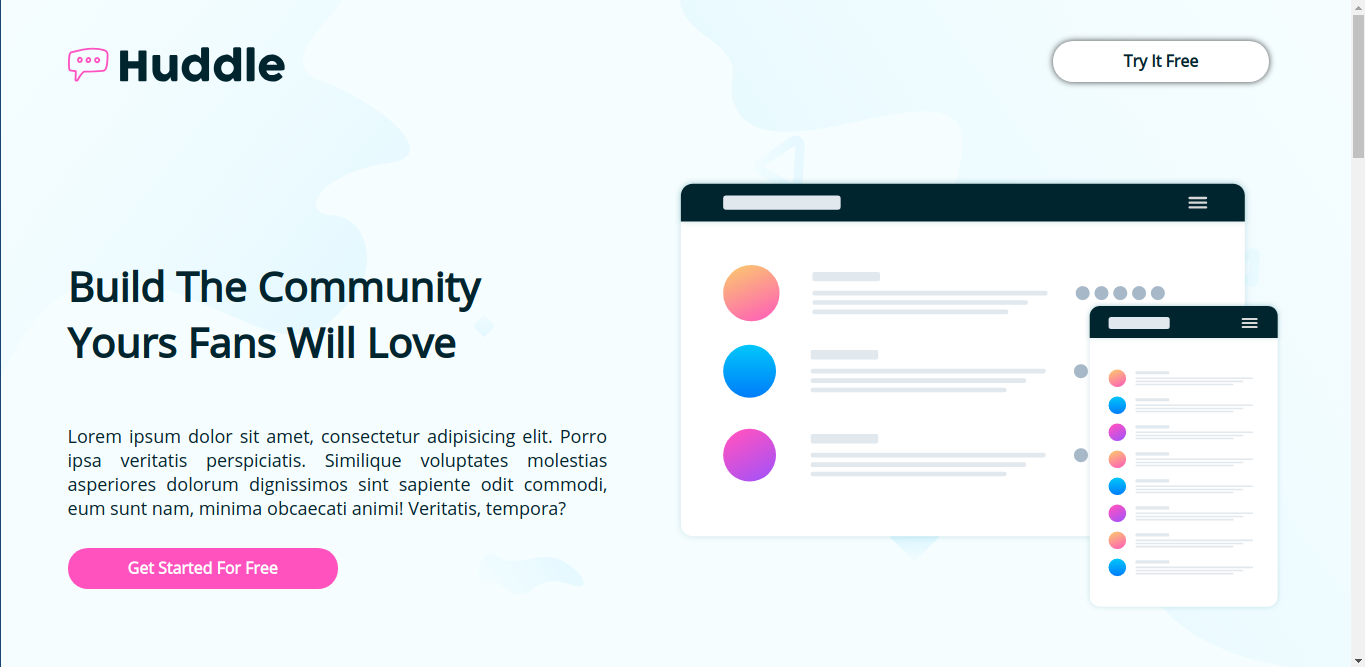 Huddle
Try It Free
Build The Community
Yours Fans Will Love
Lorem ipsum dolor sit amet, consectetur adipisicing elit. Porro
ipsa veritatis perspiciatis. Similique voluptates molestias
asperiores dolorum dignissimos sint sapiente odit commodi,
eum sunt nam, minima obcaecati animi! Veritatis, tempora?
Get Started For Free